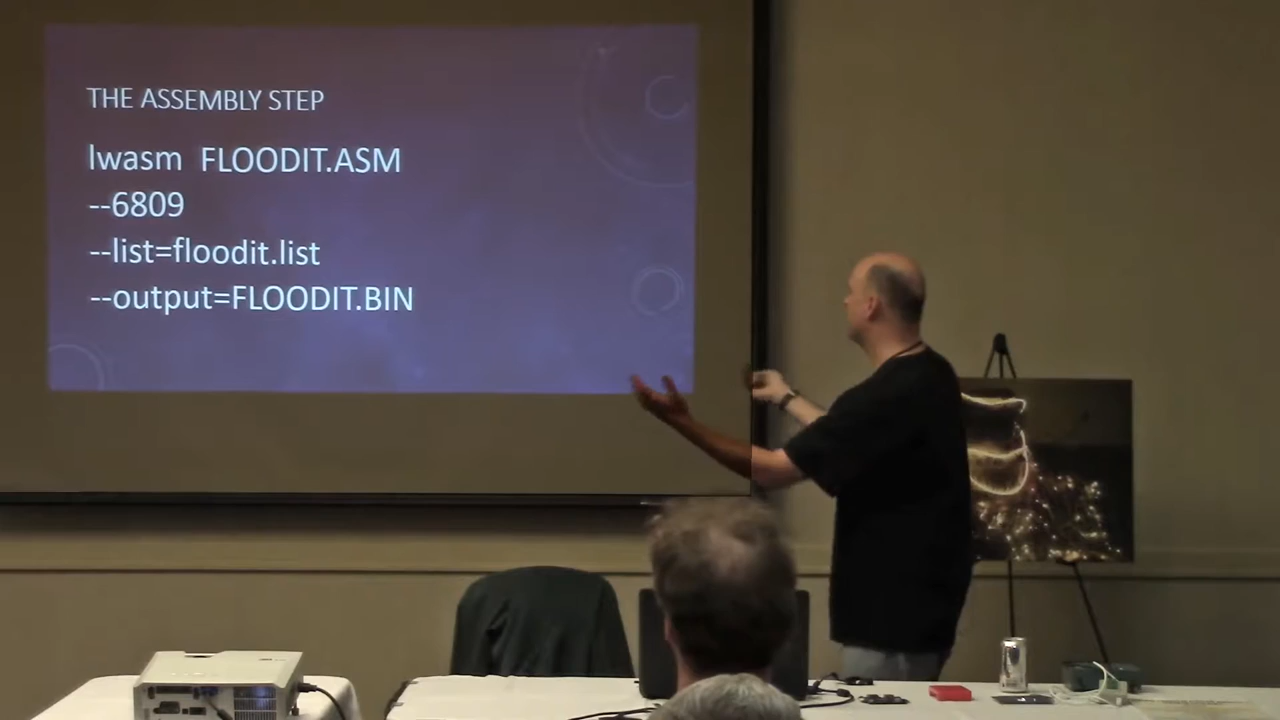 THE ASSEMBLY STEP
lwasm FLOODIT.ASM
--6809
--list=floodit.list
--output=FLOODIT.BIN